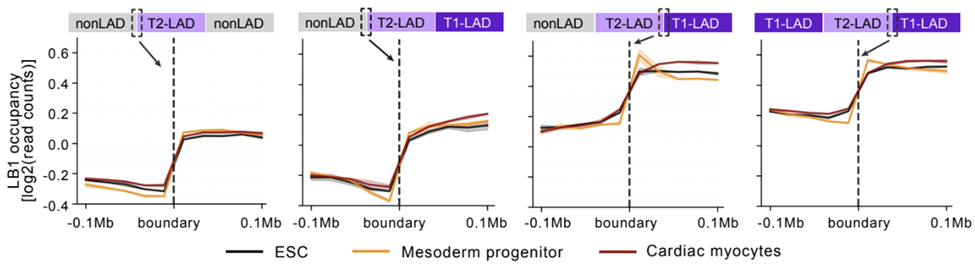 nonLAD T2-LAD nonLAD
nonLAD T2-LAD T1-LAD
nonLAD T2-LAD T1-LAD
T1-LAD T2-LAD T1-LAD
LB1 occupancy
[log2(read counts)]
0.6
0.4
0.2
0.0
-0.2
-0.4
-0.1Mb boundary 0.1Mb
-0.1Mb boundary 0.1Mb
-0.1Mb boundary 0.1Mb
-0.1Mb boundary 0.1Mb
ESC Mesoderm progenitor Cardiac myocytes